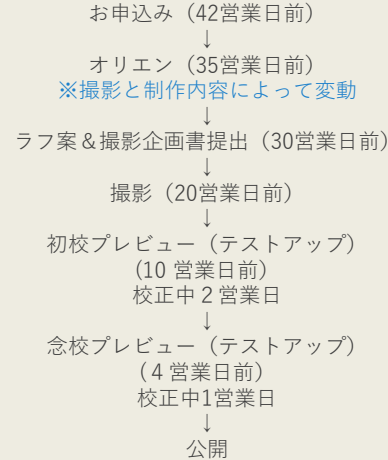 お申込み（42営業日前）
↓
オリエン（35営業日前）
※撮影と制作内容によって変動
↓
ラフ案＆撮影企画書提出（30営業日前）
↓
撮影（20営業日前）
↓
初校プレビュー（テストアップ）
(10 営業日前）
校正中２営業日
↓
念校プレビュー（テストアップ）
（４営業日前）
校正中1営業日
↓
公開